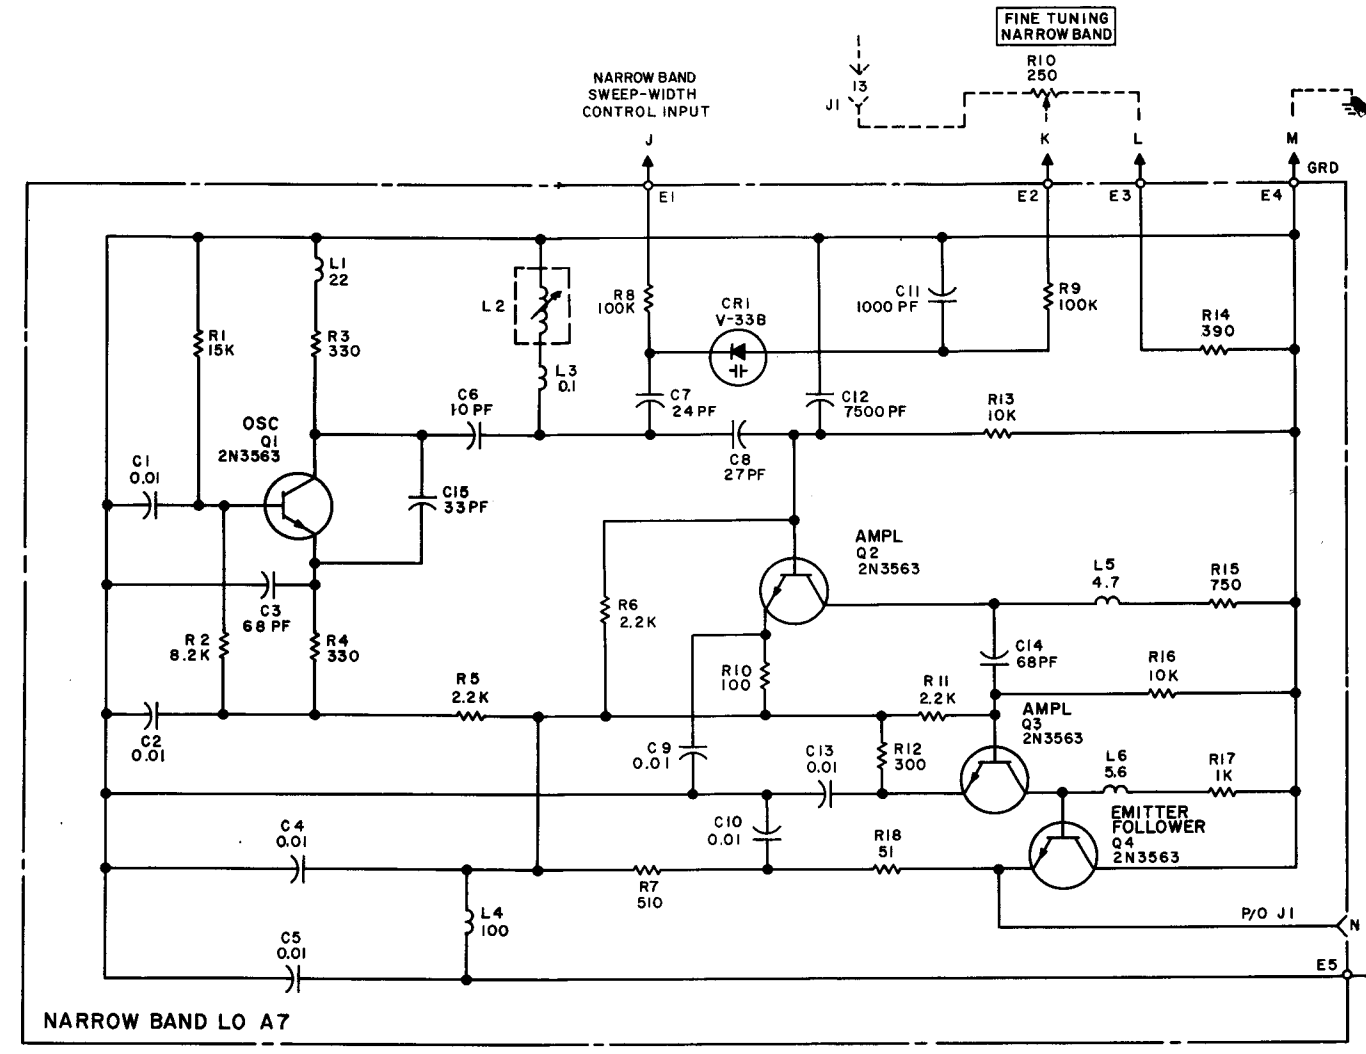 FINE TUNING
NARROW BAND
R10
250
13
J1
NARROW BAND
SWEEP-WIDTH
CONTROL INPUT
J
K
L
M
GRD
E1
E2
E3
E4
L1
22
L2
R8
100K
CR1
V-33B
C11
1000 PF
R9
100K
R14
390
R1
15K
R3
330
L3
0.1
C6
10 PF
C7
24 PF
C12
7500 PF
R13
10K
OSC
Q1
2N3563
C8
27 PF
C1
0.01
C15
33 PF
AMPL
Q2
2N3563
L5
4.7
R15
750
C3
68 PF
R6
2.2K
R2
8.2K
R4
330
C14
68PF
R16
10K
R10
100
R5
2.2K
R11
2.2K
AMPL
Q3
2N3563
C2
0.01
C9
0.01
C13
0.01
R12
300
L6
5.6
R17
1K
C4
0.01
C10
0.01
R18
51
EMITTER
FOLLOWER
Q4
2N3563
R7
510
L4
100
C5
0.01
P/O J1
N
E5
NARROW BAND LO A7